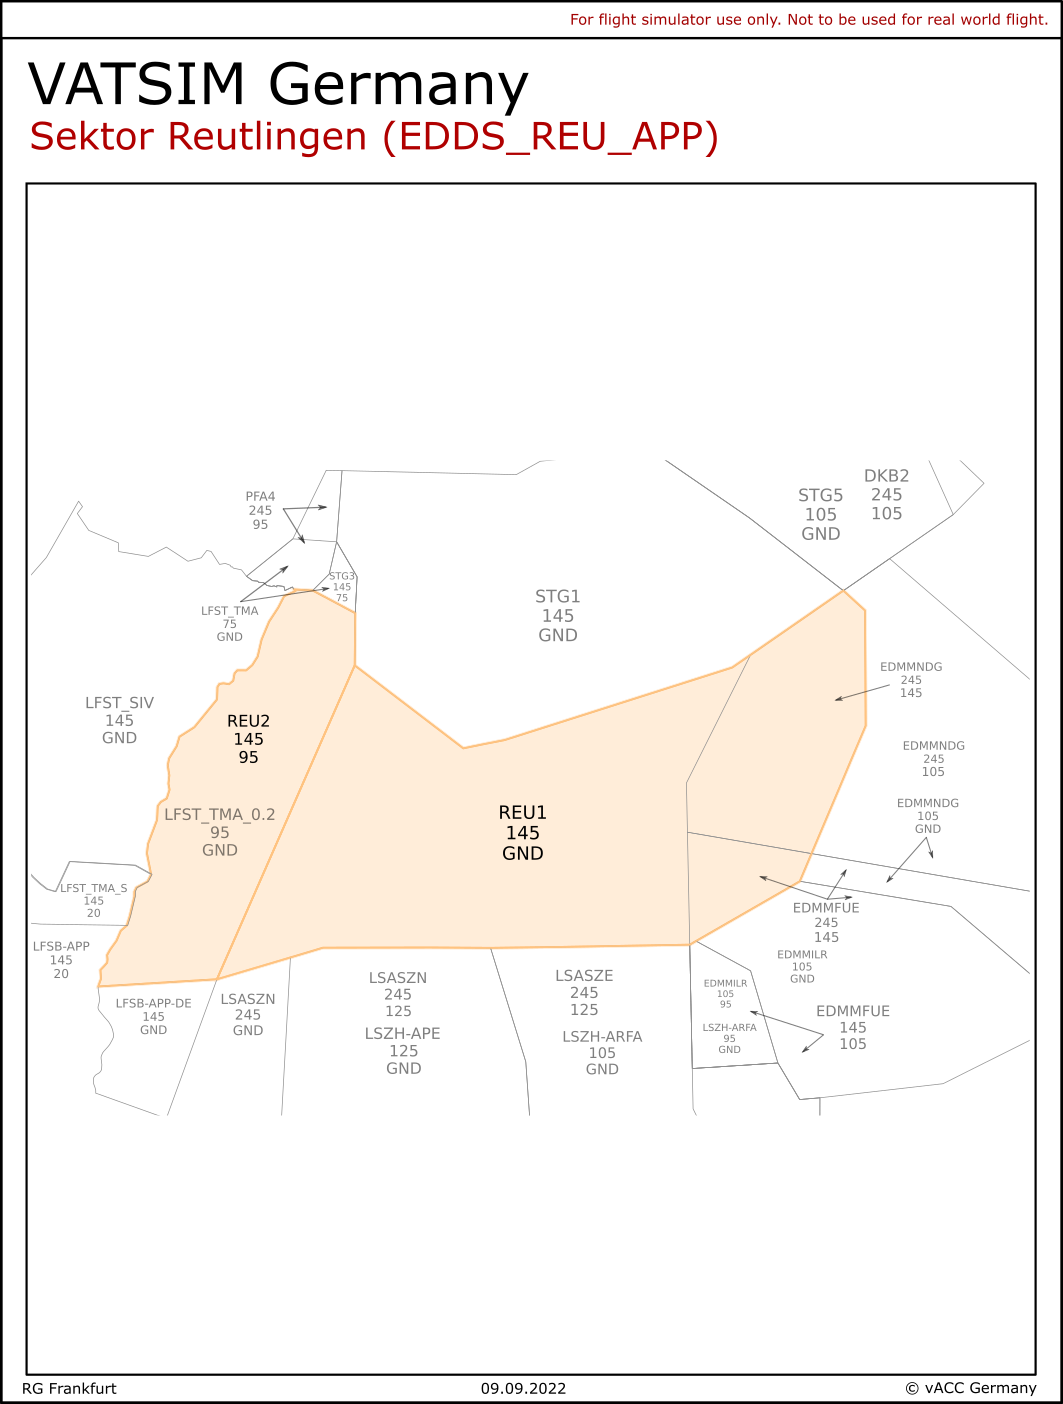 For flight simulator use only. Not to be used for real world flight.
VATSIM Germany
Sektor Reutlingen (EDDS_REU_APP)
DKB2
245
105
STG5
105
GND
PFA4
245
95
STG3
145
75
STG1
145
GND
LFST_TMA
75
GND
EDMMNDG
245
145
LFST_SIV
145
GND
REU2
145
95
EDMMNDG
245
105
LFST_TMA_0.2
95
GND
REU1
145
GND
EDMMNDG
105
GND
LFST_TMA_S
145
20
EDMMFUE
245
145
LFSB-APP
145
20
EDMMILR
105
GND
LSASZN
245
125
LSASZE
245
125
EDMMILR
105
95
LFSB-APP-DE
145
GND
LSASZN
245
GND
EDMMFUE
145
105
LSZH-APE
125
GND
LSZH-ARFA
105
GND
LSZH-ARFA
95
GND
RG Frankfurt
09.09.2022
© vACC Germany